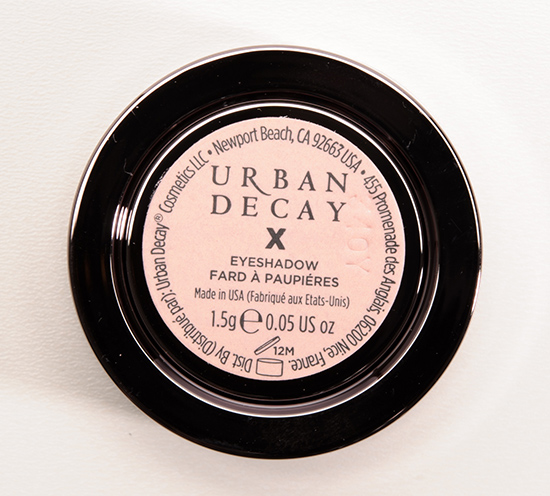 URBAN
DECAY
X
EYESHADOW
FARD À PAUPIÉRES
Made in USA (Fabriqué aux Etats-Unis)
1.5g ℮ 0.05 US oz
12M
Dist. By (Distribué par). Urban Decay® Cosmetics LLC • Newport Beach, CA 92663 USA • 455 Promenade des Anglais, 06200 Nice, France.